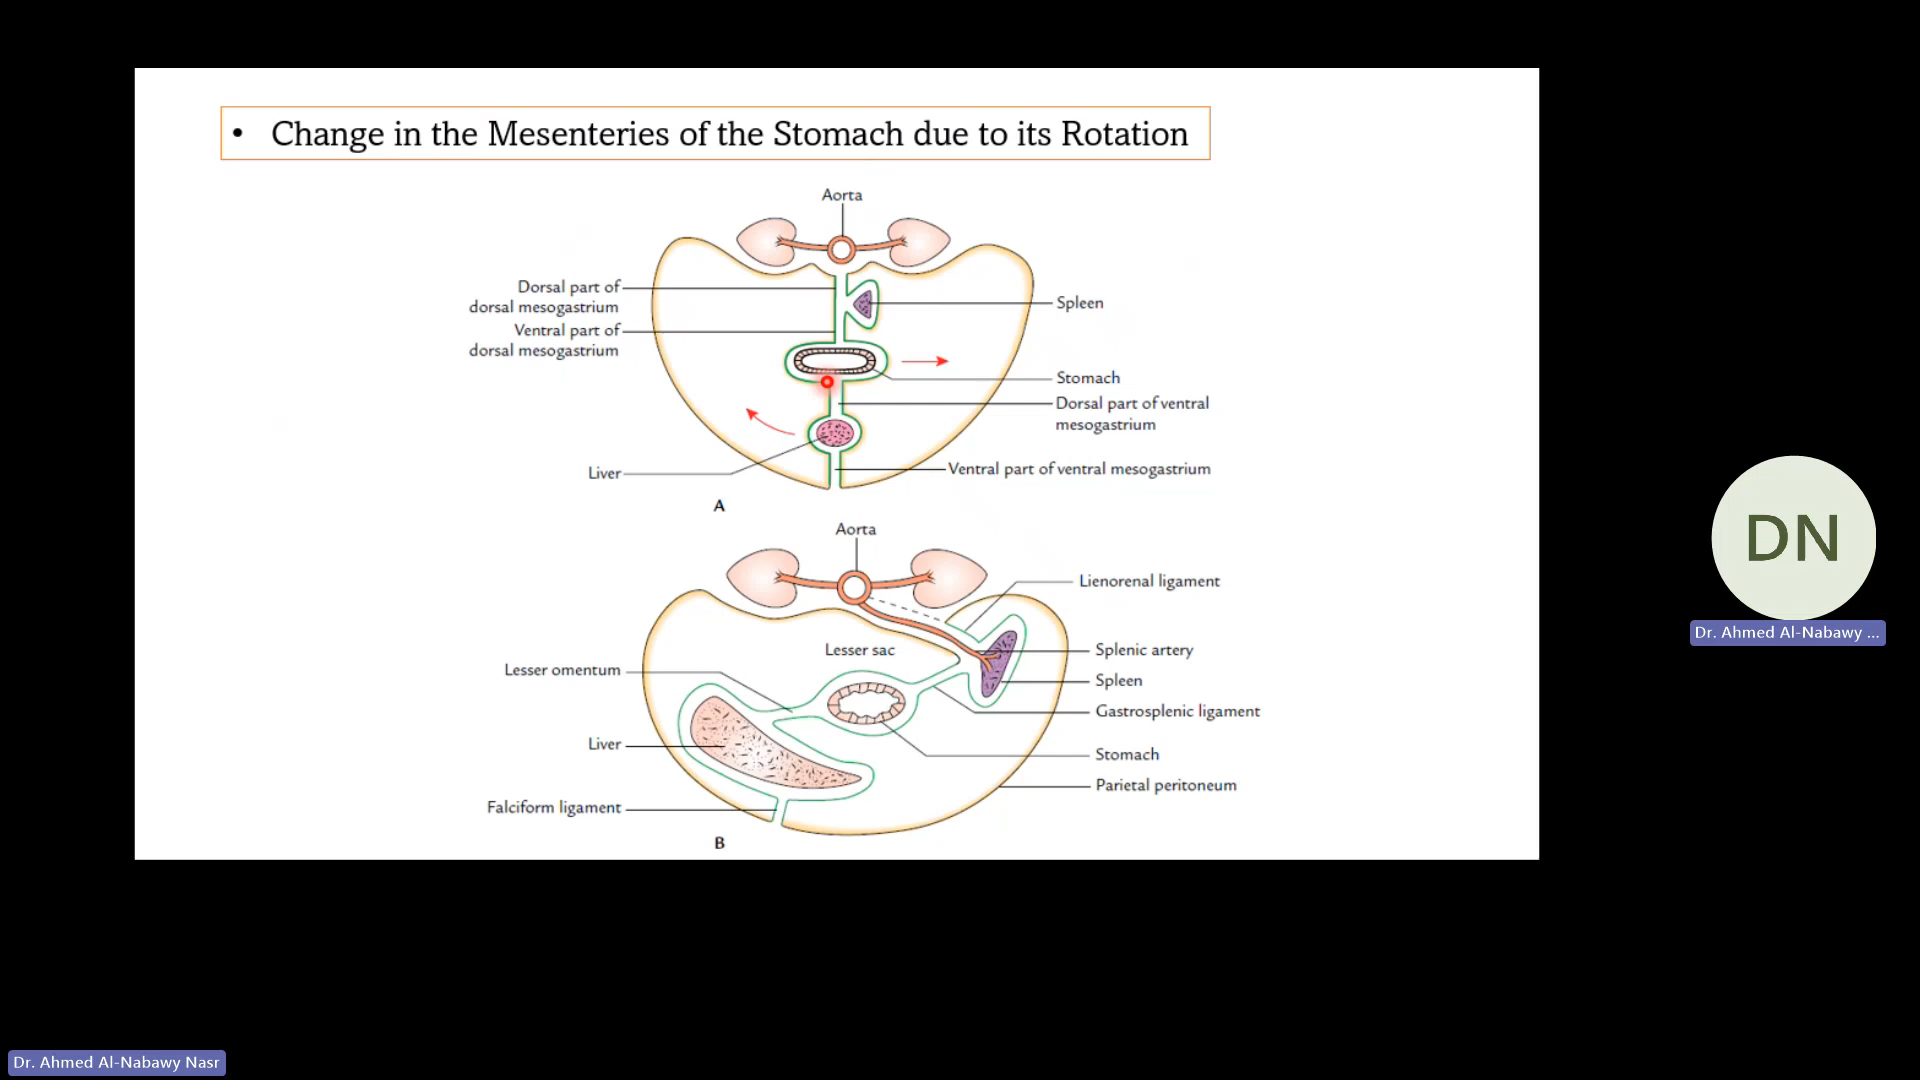 • Change in the Mesenteries of the Stomach due to its Rotation
Aorta
Dorsal part of
dorsal mesogastrium
Ventral part of
dorsal mesogastrium
Spleen
Stomach
Dorsal part of ventral
mesogastrium
Liver
Ventral part of ventral mesogastrium
A
Aorta
Lienorenal ligament
Lesser sac
Splenic artery
Lesser omentum
Spleen
Gastrosplenic ligament
Liver
Stomach
Parietal peritoneum
Falciform ligament
B
DN
Dr. Ahmed Al-Nabawy ...
Dr. Ahmed Al-Nabawy Nasr